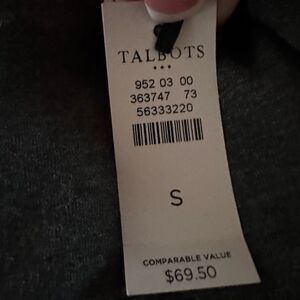 TALBOTS
952 03 00
363747 73
56333220
S
COMPARABLE VALUE
$69.50